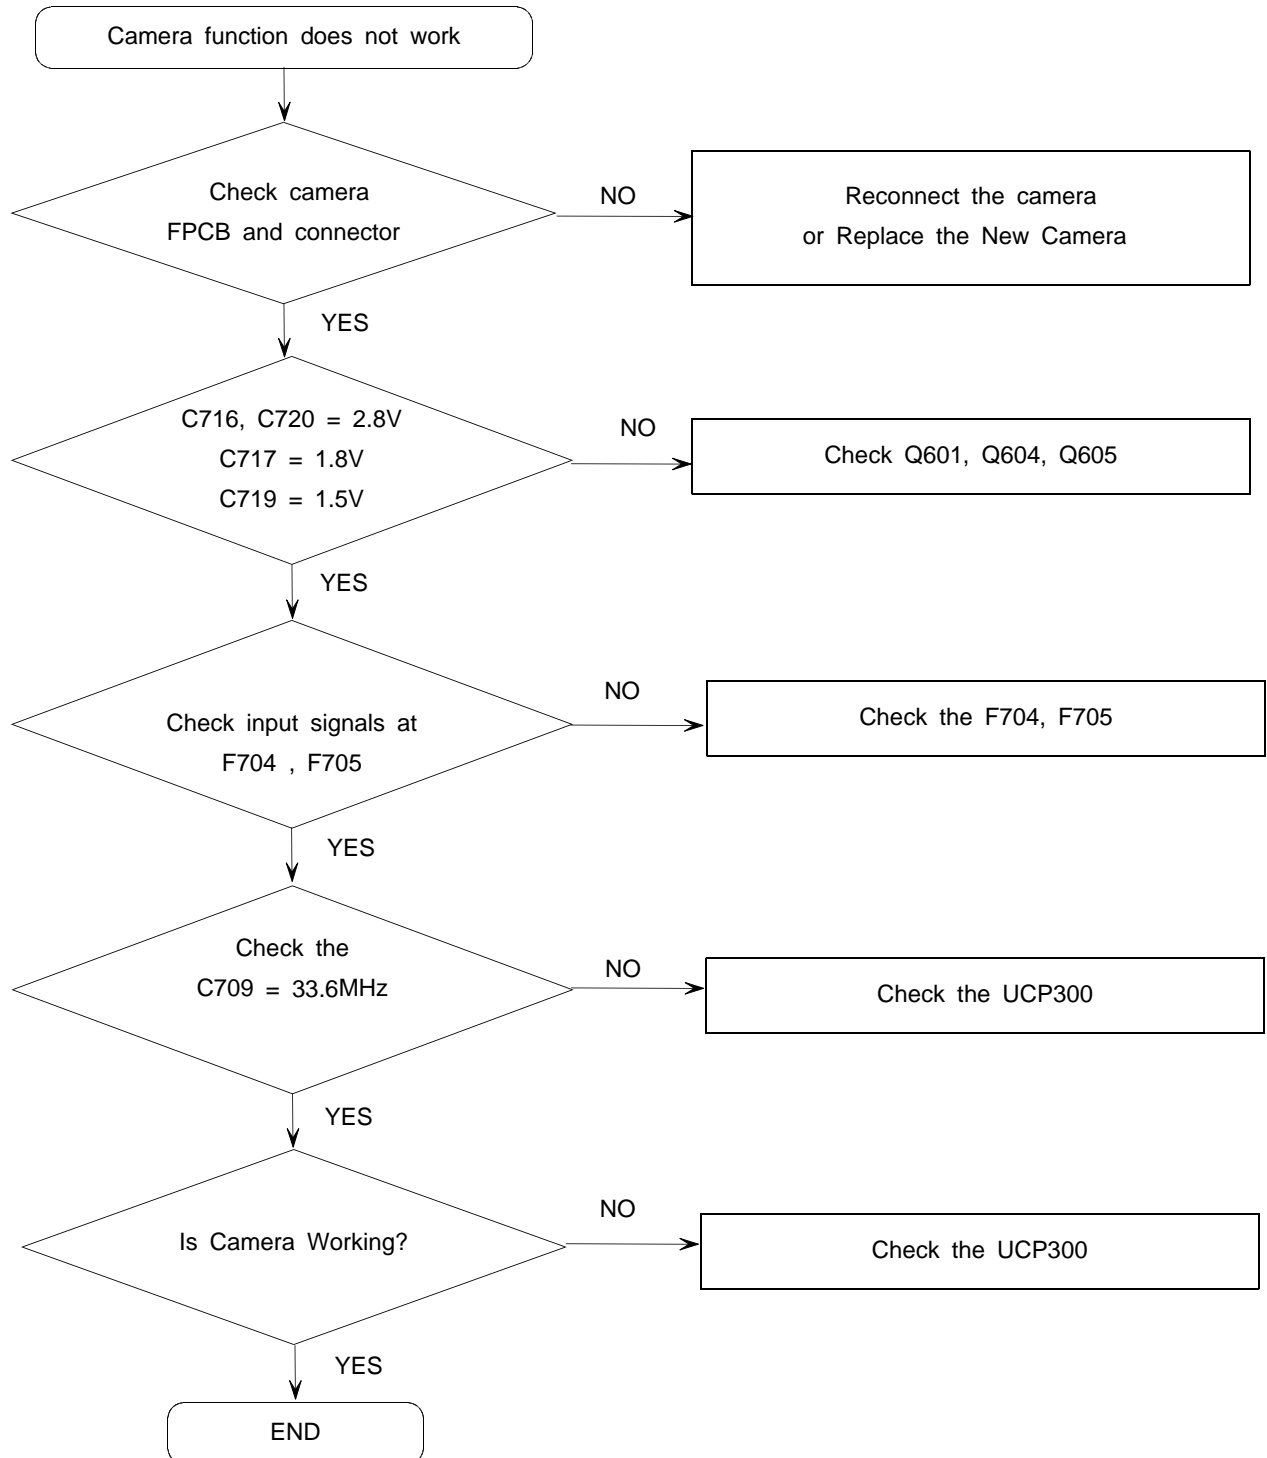 Camera function does not work
Check camera
FPCB and connector
NO
Reconnect the camera
or Replace the New Camera
YES
C716, C720 = 2.8V
C717 = 1.8V
C719 = 1.5V
NO
Check Q601, Q604, Q605
YES
Check input signals at
F704 , F705
NO
Check the F704, F705
YES
Check the
C709 = 33.6MHz
NO
Check the UCP300
YES
Is Camera Working?
NO
Check the UCP300
YES
END